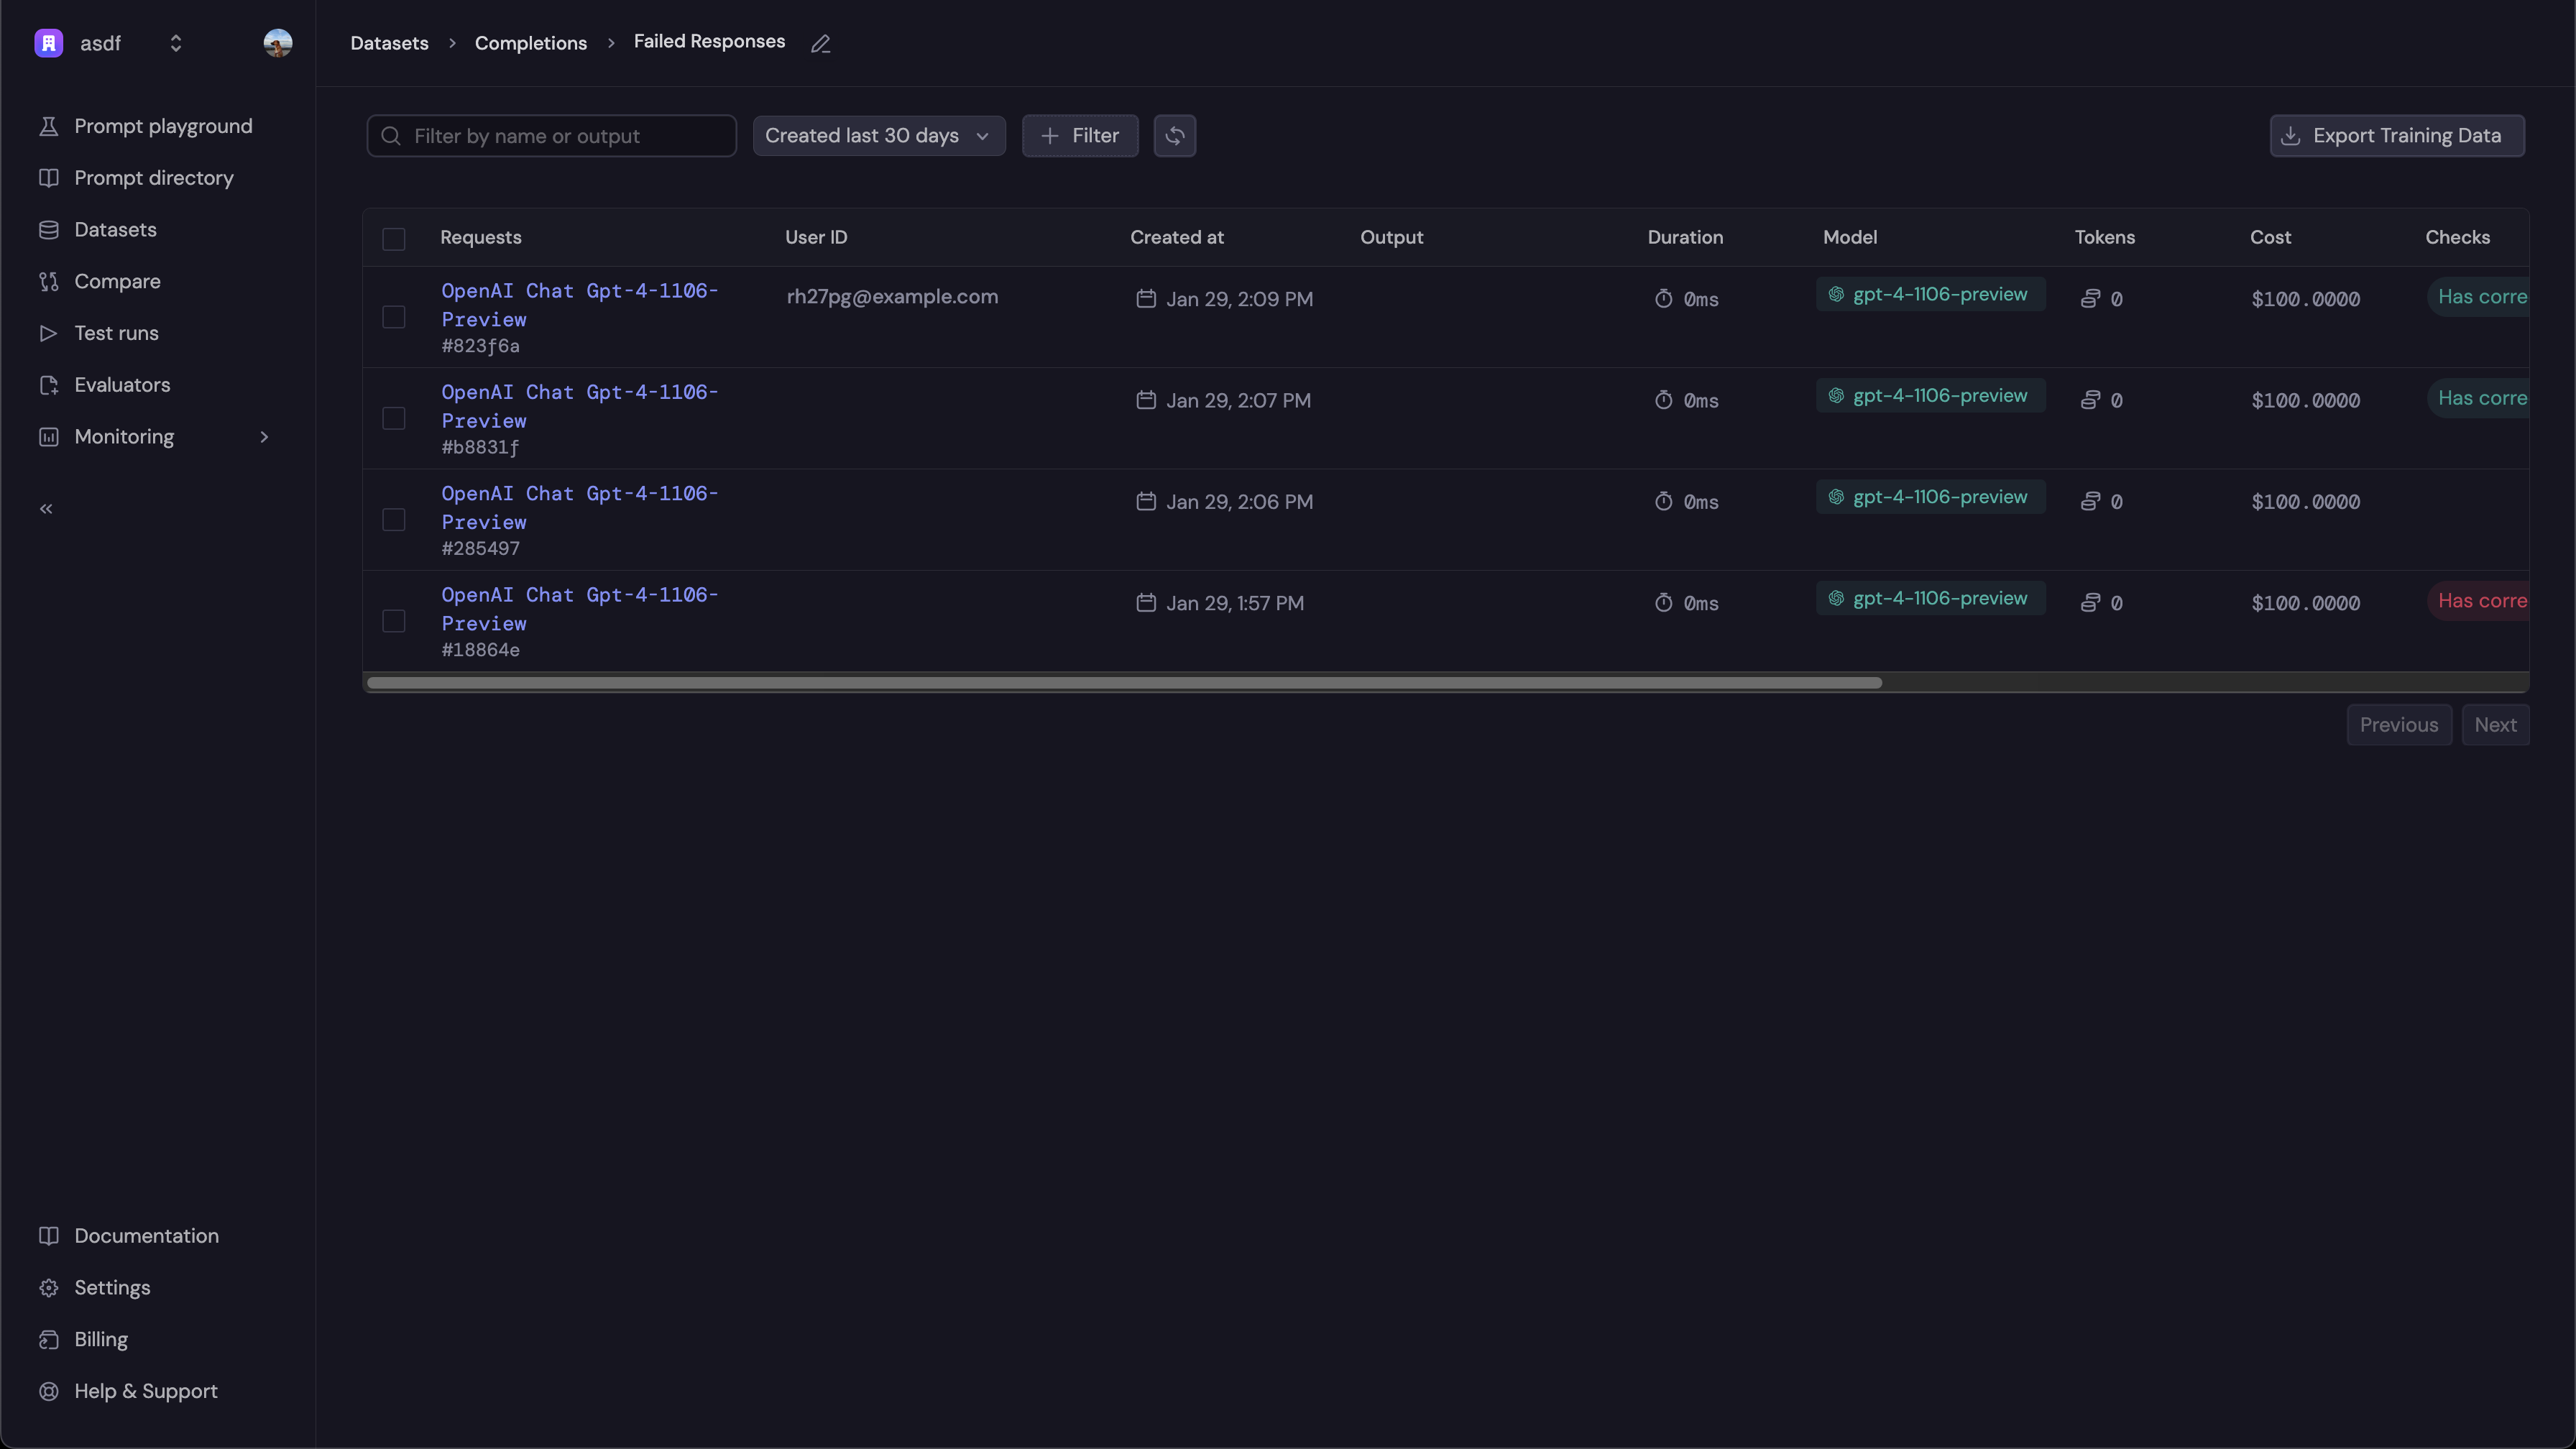 asdf
Datasets > Completions > Failed Responses
Prompt playground
Prompt directory
Datasets
Compare
Test runs
Evaluators
Monitoring
Documentation
Settings
Billing
Help & Support
Filter by name or output
Created last 30 days
Filter
Export Training Data
Requests User ID Created at Output Duration Model Tokens Cost Checks
OpenAI Chat Gpt-4-1106- rh27pg@example.com Jan 29, 2:09 PM 0ms gpt-4-1106-preview 0 $100.0000 Has corre
Preview
#823f6a
OpenAI Chat Gpt-4-1106- Jan 29, 2:07 PM 0ms gpt-4-1106-preview 0 $100.0000 Has corre
Preview
#b8831f
OpenAI Chat Gpt-4-1106- Jan 29, 2:06 PM 0ms gpt-4-1106-preview 0 $100.0000
Preview
#285497
OpenAI Chat Gpt-4-1106- Jan 29, 1:57 PM 0ms gpt-4-1106-preview 0 $100.0000 Has corre
Preview
#18864e
Previous Next